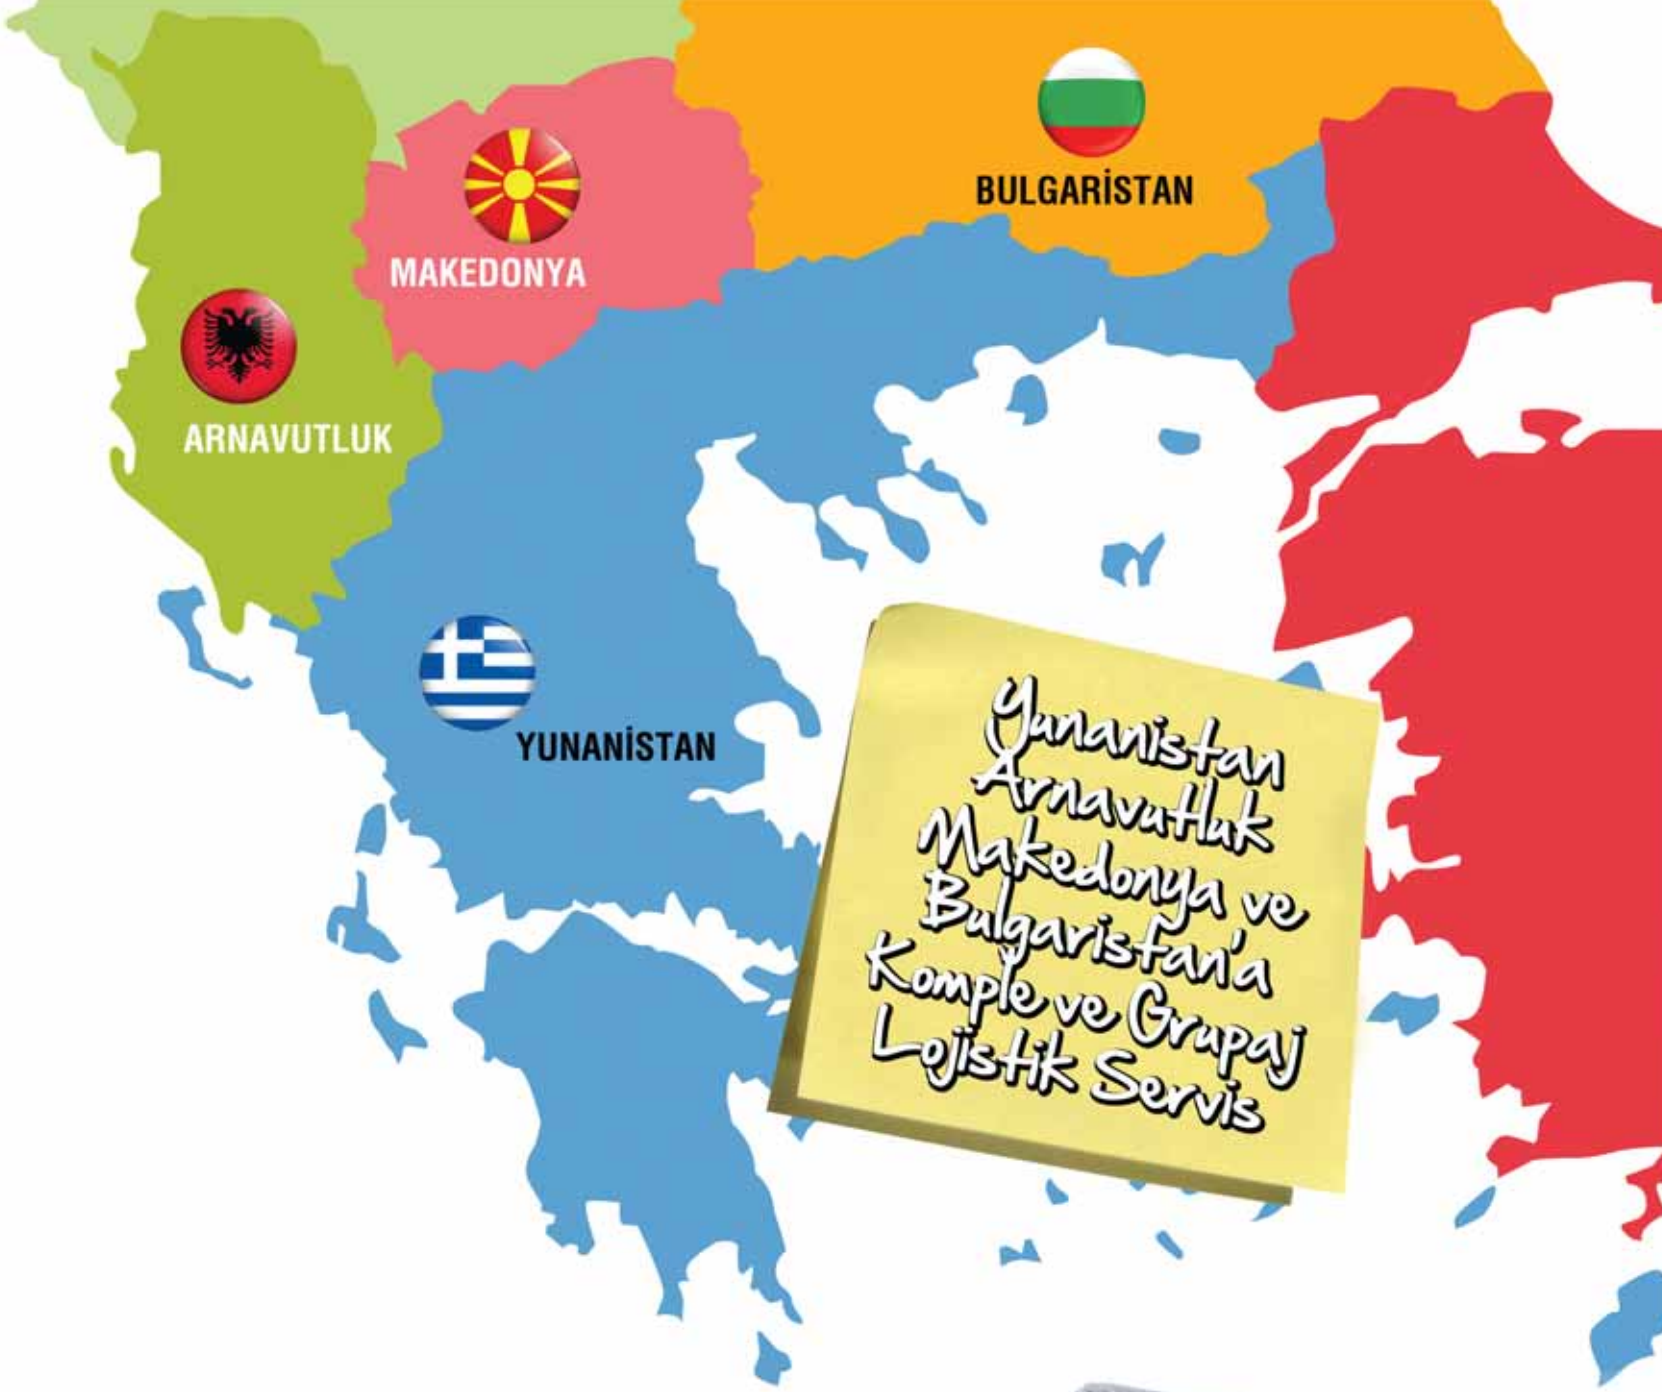 BULGARİSTAN
MAKEDONYA
ARNAVUTLUK
YUNANİSTAN
Yunanistan
Arnavutluk
Makedonya ve
Bulgaristan'a
Komple ve Grupaj
Lojistik Servis